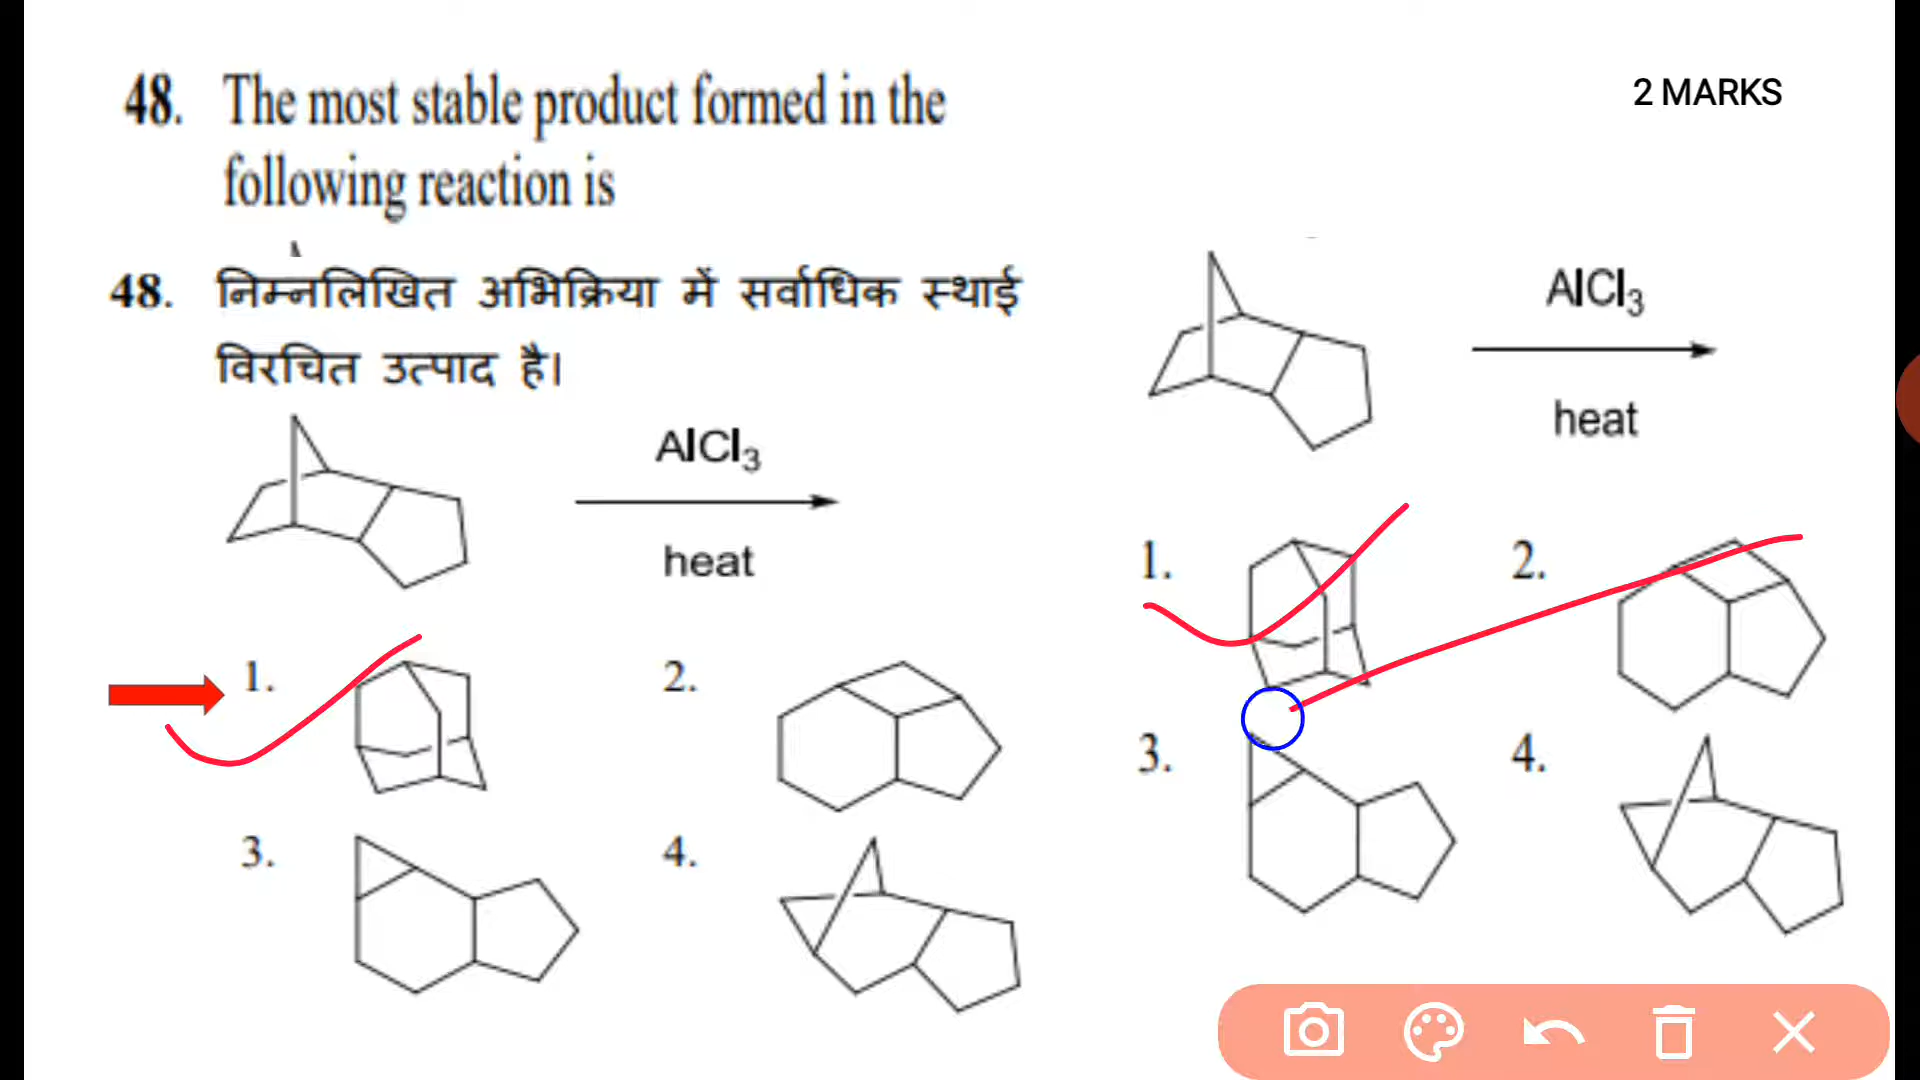 48. The most stable product formed in the
following reaction is
2 MARKS
48. निम्नलिखित अभिक्रिया में सर्वाधिक स्थाई
विरचित उत्पाद है।
AlCl₃
heat
1.
2.
3.
4.
AlCl₃
heat
1.
2.
3.
4.